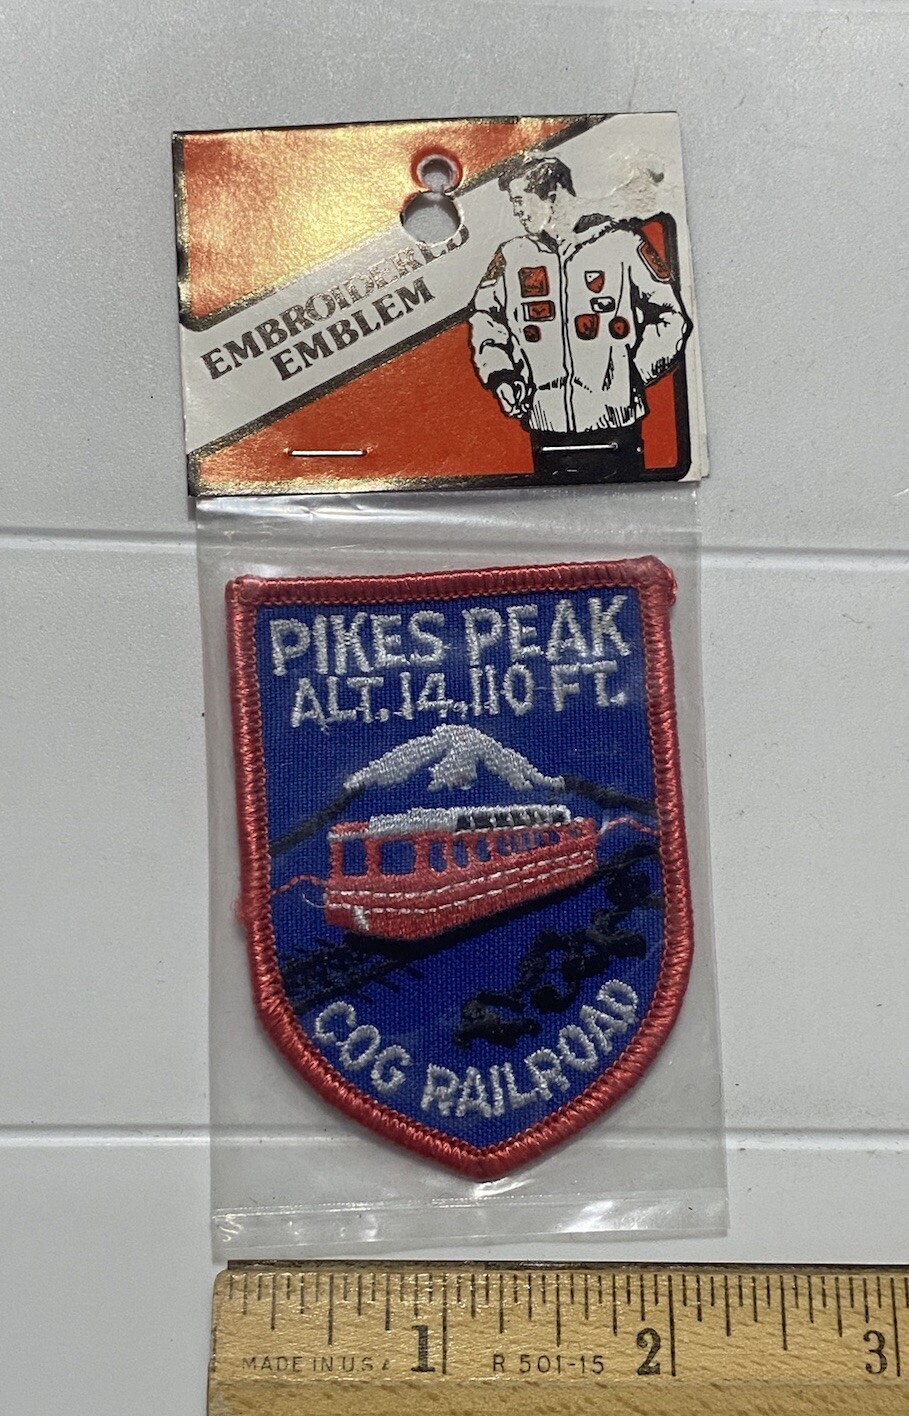 EMBROIDERED
EMBLEM
PIKES PEAK
ALT. 14,110 FT.
COG RAILROAD
1 2 3
MADE IN U.S.A R 501-15